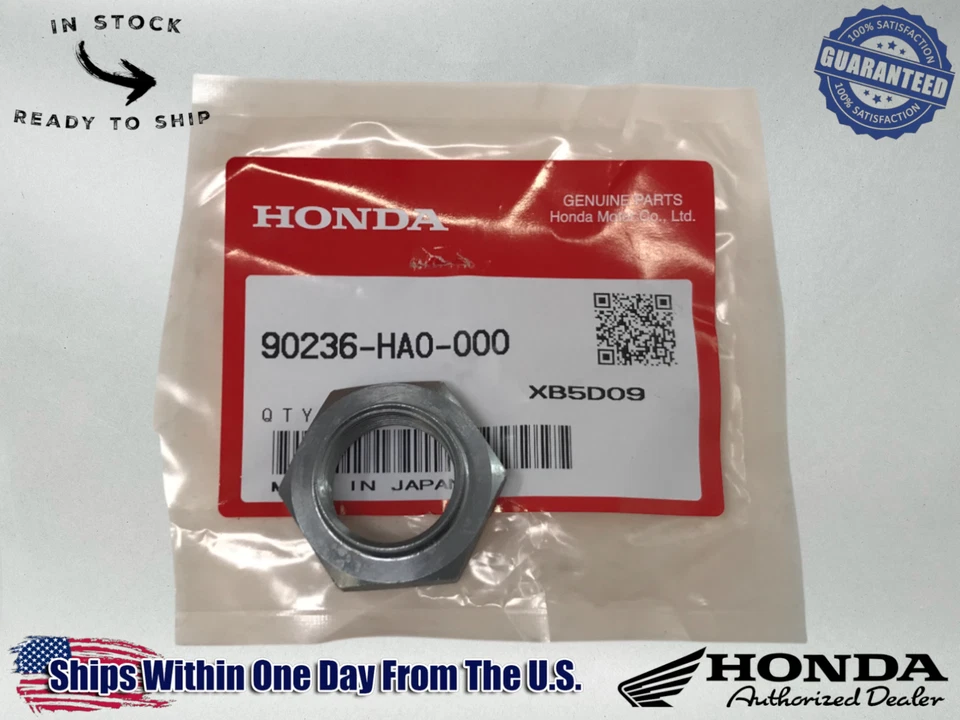 IN STOCK
READY TO SHIP
100% SATISFACTION
GUARANTEED
100% SATISFACTION
HONDA
GENUINE PARTS
Honda Motor Co., Ltd.
90236-HA0-000
XB5D09
QTY
IN JAPAN
Ships Within One Day From The U.S.
HONDA
Authorized Dealer